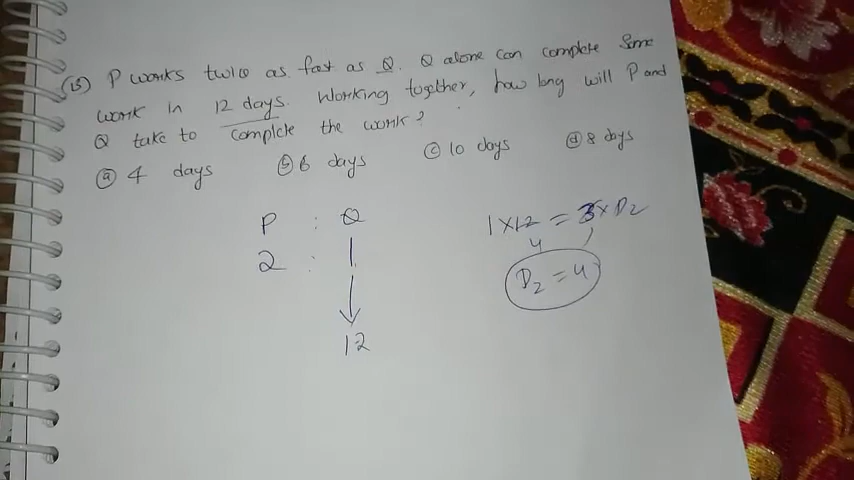 (15) P works twice as fast as Q. Q alone can complete Some
work in 12 days. Working together, how long will P and
Q take to complete the work?
(a) 4 days (b) 6 days (c) 10 days (d) 8 days
P : Q
2 : 1
12
1 x 12 = 3 x D2
4 1
D2 = 4